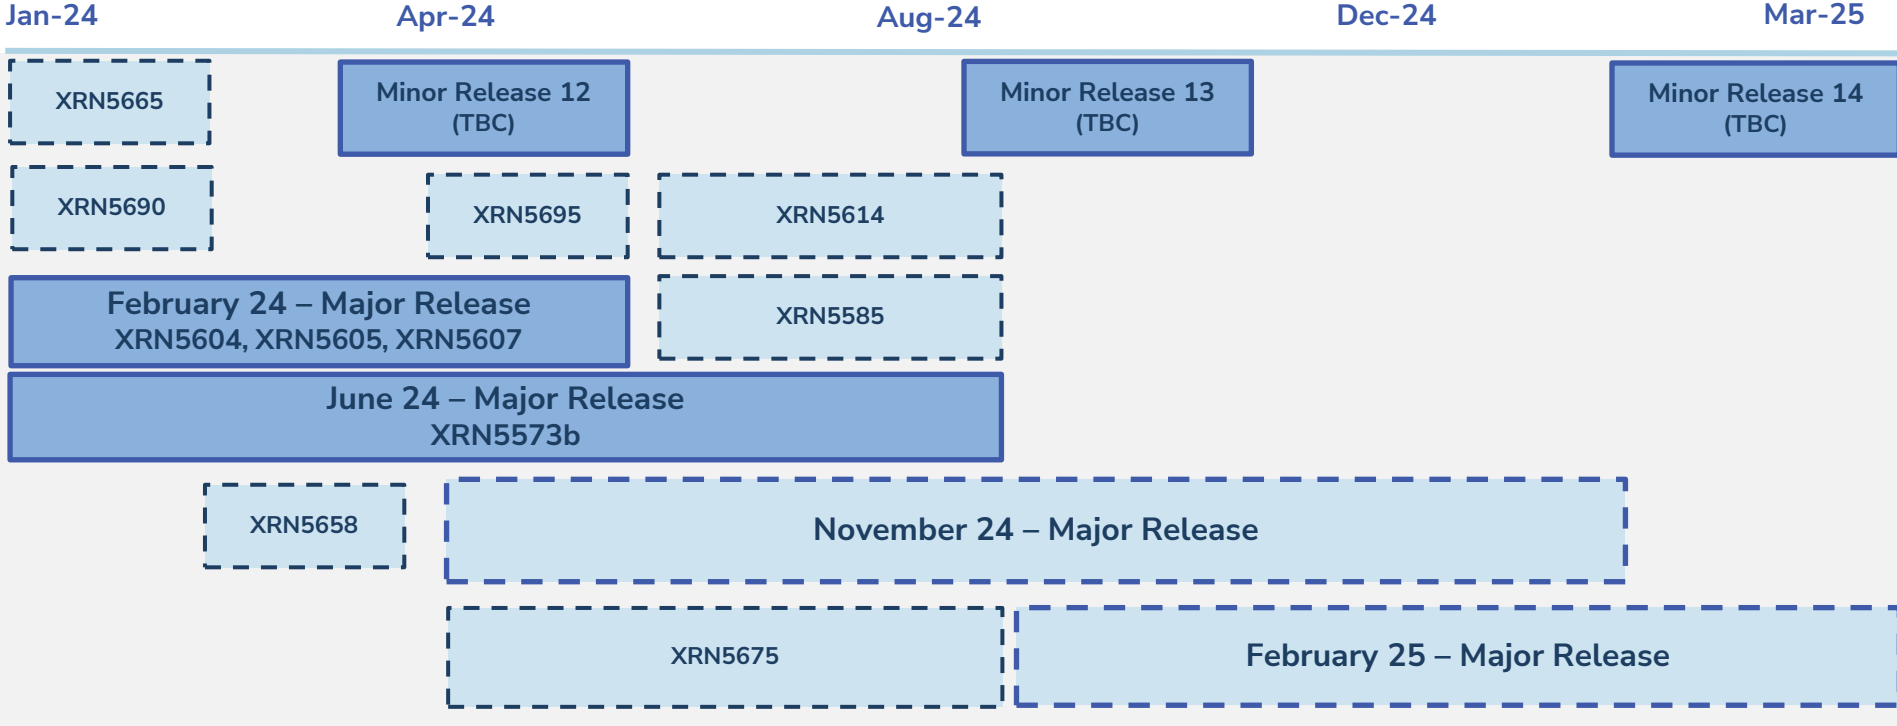 Jan-24
Apr-24
Aug-24
Dec-24
Mar-25
XRN5665
Minor Release 12
(TBC)
Minor Release 13
(TBC)
Minor Release 14
(TBC)
XRN5690
XRN5695
XRN5614
February 24 – Major Release
XRN5604, XRN5605, XRN5607
XRN5585
June 24 – Major Release
XRN5573b
XRN5658
November 24 – Major Release
XRN5675
February 25 – Major Release